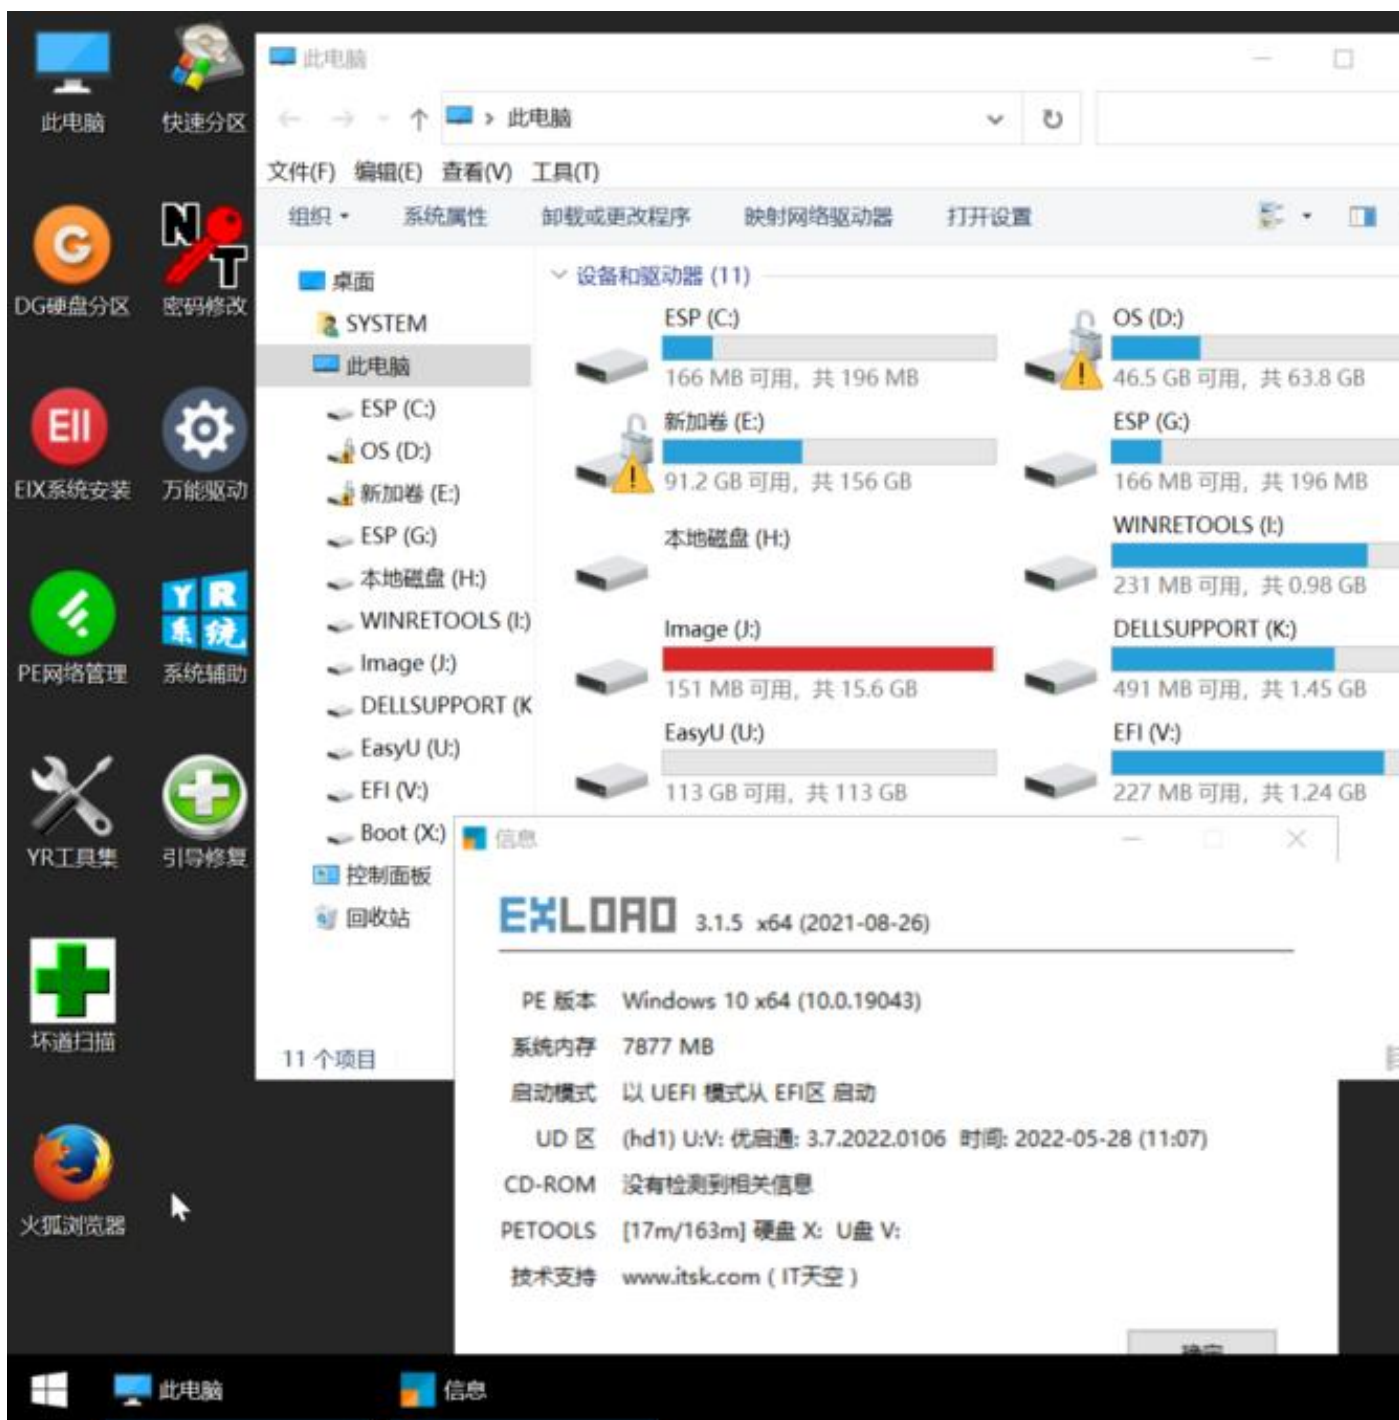 此电脑
快速分区
DG硬盘分区
密码修改
EIX系统安装
万能驱动
PE网络管理
系统辅助
YR工具集
引导修复
坏道扫描
火狐浏览器
G
N
T
EII
Y R
系 统
此电脑
此电脑
文件(F) 编辑(E) 查看(V) 工具(T)
组织 系统属性 卸载或更改程序 映射网络驱动器 打开设置
桌面
SYSTEM
此电脑
ESP (C:)
OS (D:)
新加卷 (E:)
ESP (G:)
本地磁盘 (H:)
WINRETOOLS (I:)
Image (J:)
DELLSUPPORT (K
EasyU (U:)
EFI (V:)
Boot (X:)
控制面板
回收站
设备和驱动器 (11)
ESP (C:)
166 MB 可用, 共 196 MB
OS (D:)
46.5 GB 可用, 共 63.8 GB
新加卷 (E:)
91.2 GB 可用, 共 156 GB
ESP (G:)
166 MB 可用, 共 196 MB
本地磁盘 (H:)
WINRETOOLS (I:)
231 MB 可用, 共 0.98 GB
Image (J:)
151 MB 可用, 共 15.6 GB
DELLSUPPORT (K:)
491 MB 可用, 共 1.45 GB
EasyU (U:)
113 GB 可用, 共 113 GB
EFI (V:)
227 MB 可用, 共 1.24 GB
11 个项目
信息
EXLOAD 3.1.5 x64 (2021-08-26)
PE 版本 Windows 10 x64 (10.0.19043)
系统内存 7877 MB
启动模式 以 UEFI 模式从 EFI区 启动
UD 区 (hd1) U:V: 优启通: 3.7.2022.0106 时间: 2022-05-28 (11:07)
CD-ROM 没有检测到相关信息
PETOOLS [17m/163m] 硬盘 X: U盘 V:
技术支持 www.itsk.com ( IT天空 )
确定
此电脑
信息